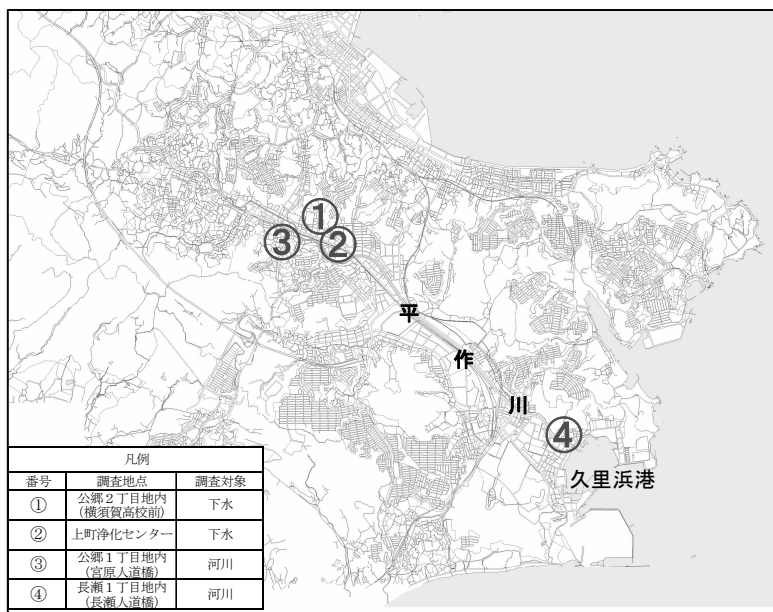 ①
③
②
平
作
川
④
久里浜港
凡例
番号 調査地点 調査対象
① 公郷2丁目地内
(横須賀高校前) 下水
② 上町浄化センター 下水
③ 公郷1丁目地内
(宮原人道橋) 河川
④ 長瀬1丁目地内
(長瀬人道橋) 河川